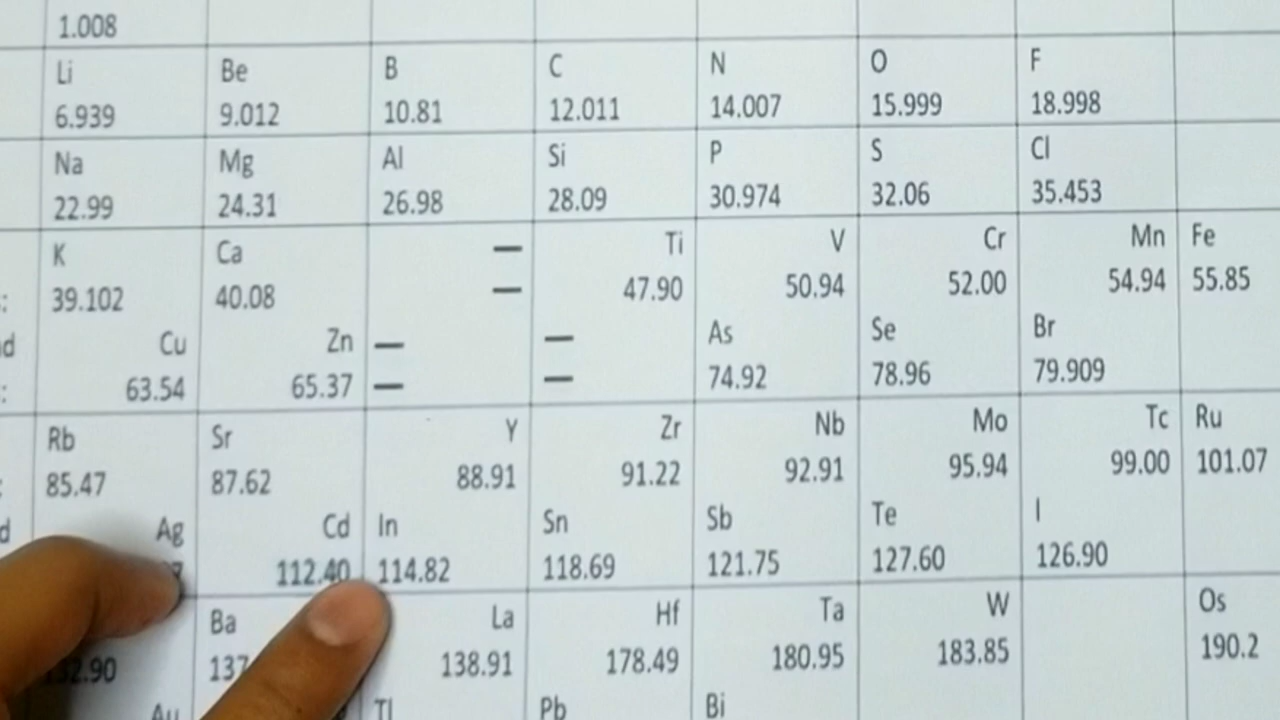 1.008
Li Be B C N O F
6.939 9.012 10.81 12.011 14.007 15.999 18.998
Na Mg Al Si P S Cl
22.99 24.31 26.98 28.09 30.974 32.06 35.453
K Ca — Ti V Cr Mn Fe
39.102 40.08 — 47.90 50.94 52.00 54.94 55.85
Cu Zn — — As Se Br
63.54 65.37 — — 74.92 78.96 79.909
Rb Sr Y Zr Nb Mo Tc Ru
85.47 87.62 88.91 91.22 92.91 95.94 99.00 101.07
Ag Cd In Sn Sb Te I
112.40 114.82 118.69 121.75 127.60 126.90
Ba La Hf Ta W Os
138.91 178.49 180.95 183.85 190.2
Au Tl Pb Bi